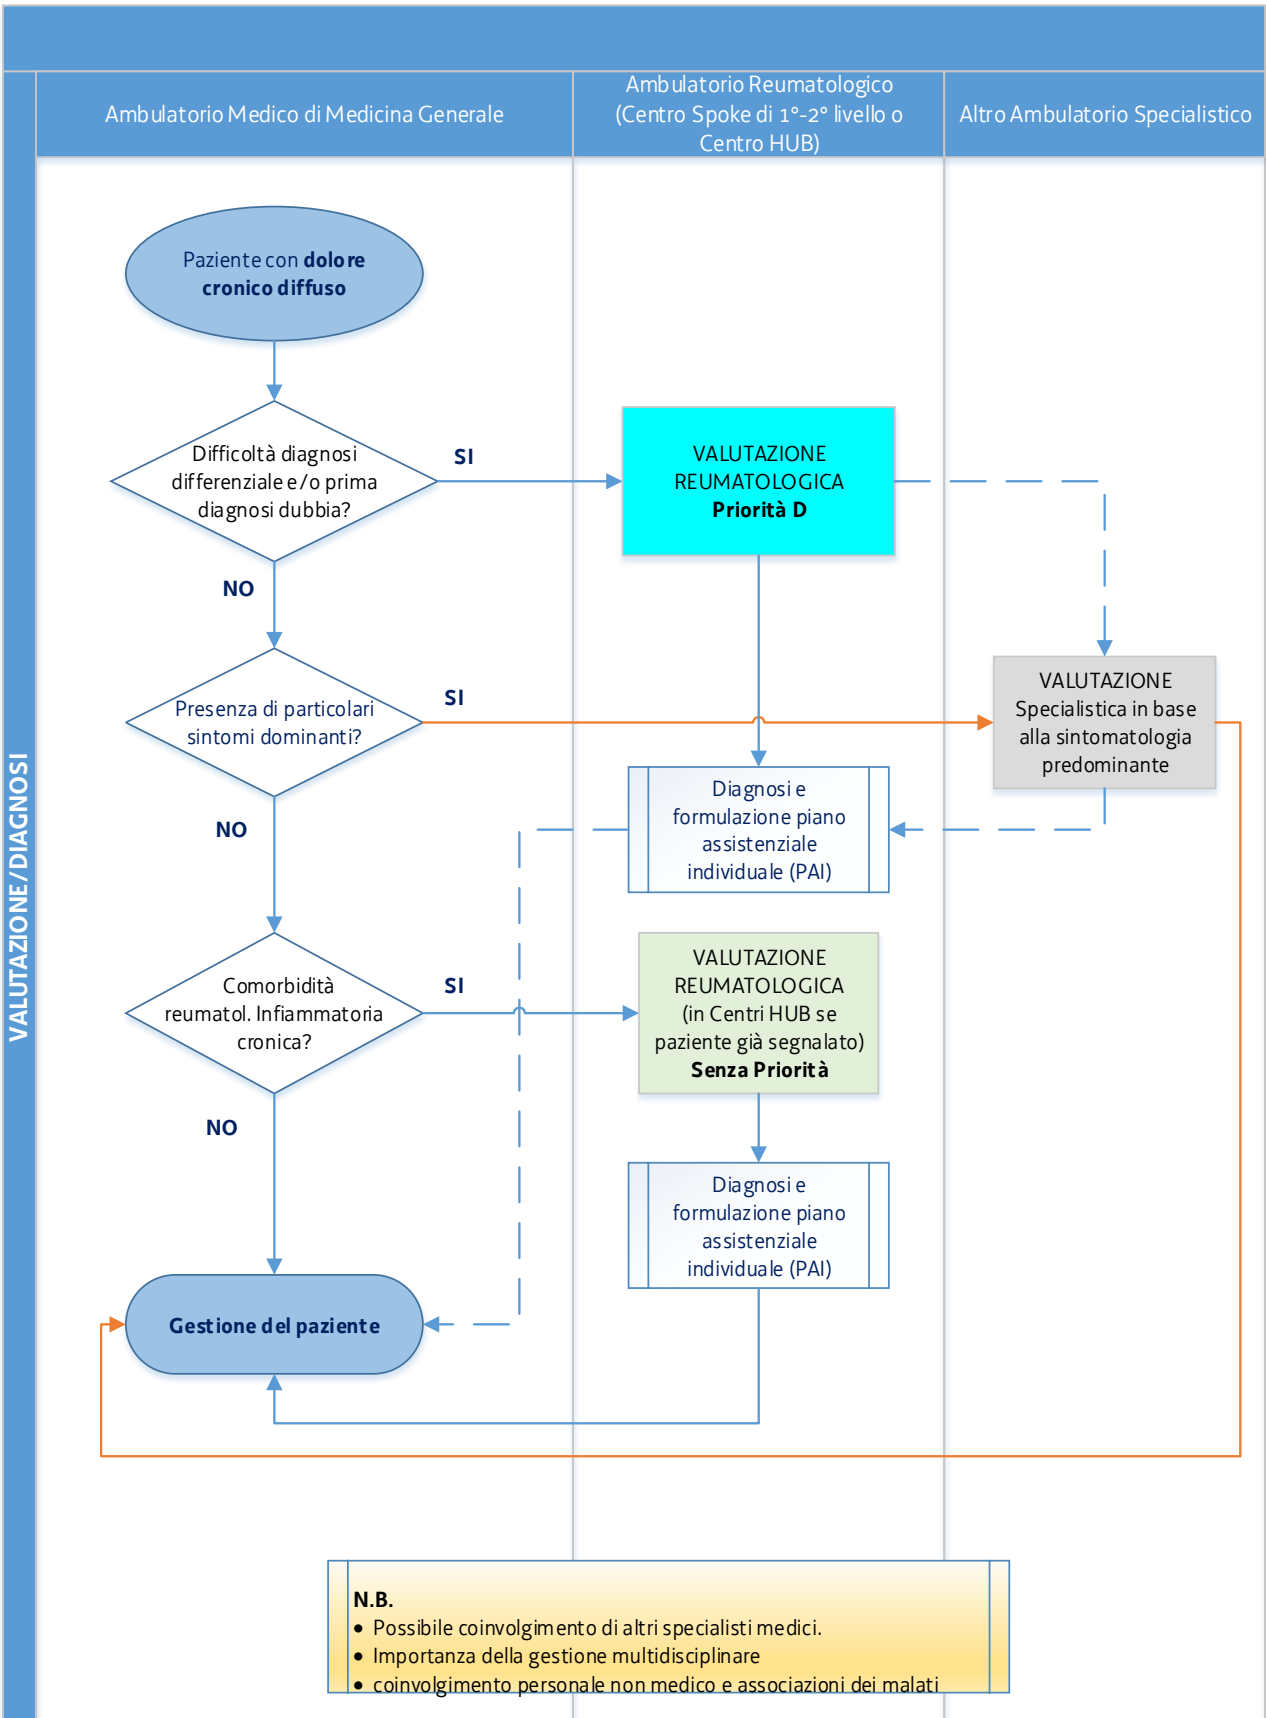 Ambulatorio Medico di Medicina Generale
Ambulatorio Reumatologico
(Centro Spoke di 1°-2° livello o
Centro HUB)
Altro Ambulatorio Specialistico
VALUTAZIONE/DIAGNOSI
Paziente con dolore
cronico diffuso
Difficoltà diagnosi
differenziale e/o prima
diagnosi dubbia?
SI
NO
VALUTAZIONE
REUMATOLOGICA
Priorità D
Presenza di particolari
sintomi dominanti?
SI
NO
VALUTAZIONE
Specialistica in base
alla sintomatologia
predominante
Diagnosi e
formulazione piano
assistenziale
individuale (PAI)
Comorbidità
reumatol. Infiammatoria
cronica?
SI
NO
VALUTAZIONE
REUMATOLOGICA
(in Centri HUB se
paziente già segnalato)
Senza Priorità
Diagnosi e
formulazione piano
assistenziale
individuale (PAI)
Gestione del paziente
N.B.
• Possibile coinvolgimento di altri specialisti medici.
• Importanza della gestione multidisciplinare
• coinvolgimento personale non medico e associazioni dei malati